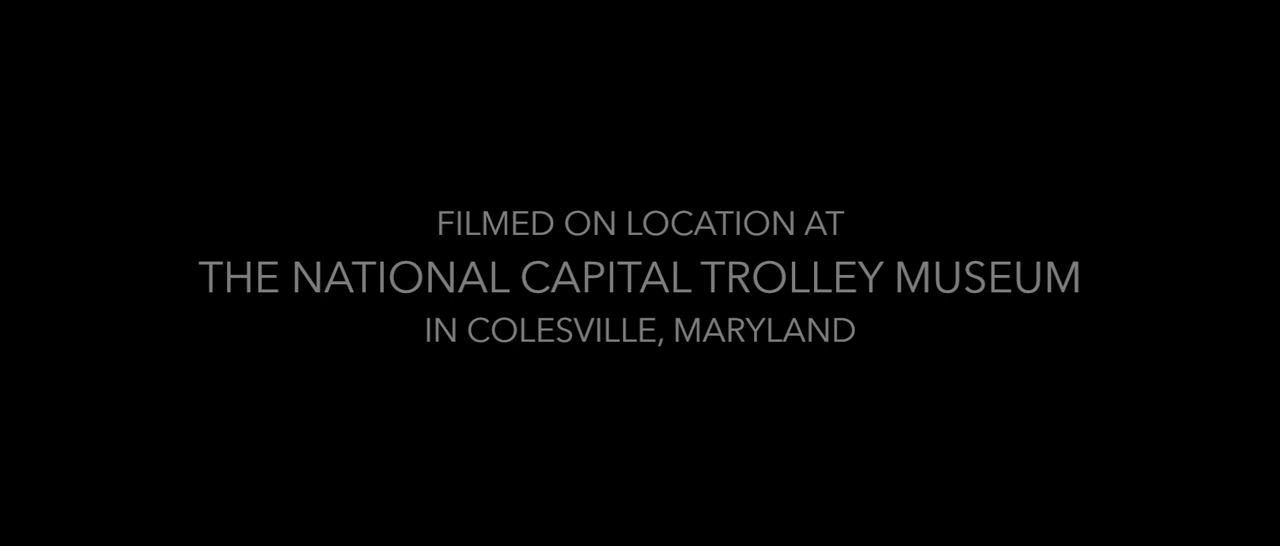 FILMED ON LOCATION AT
THE NATIONAL CAPITAL TROLLEY MUSEUM
IN COLESVILLE, MARYLAND